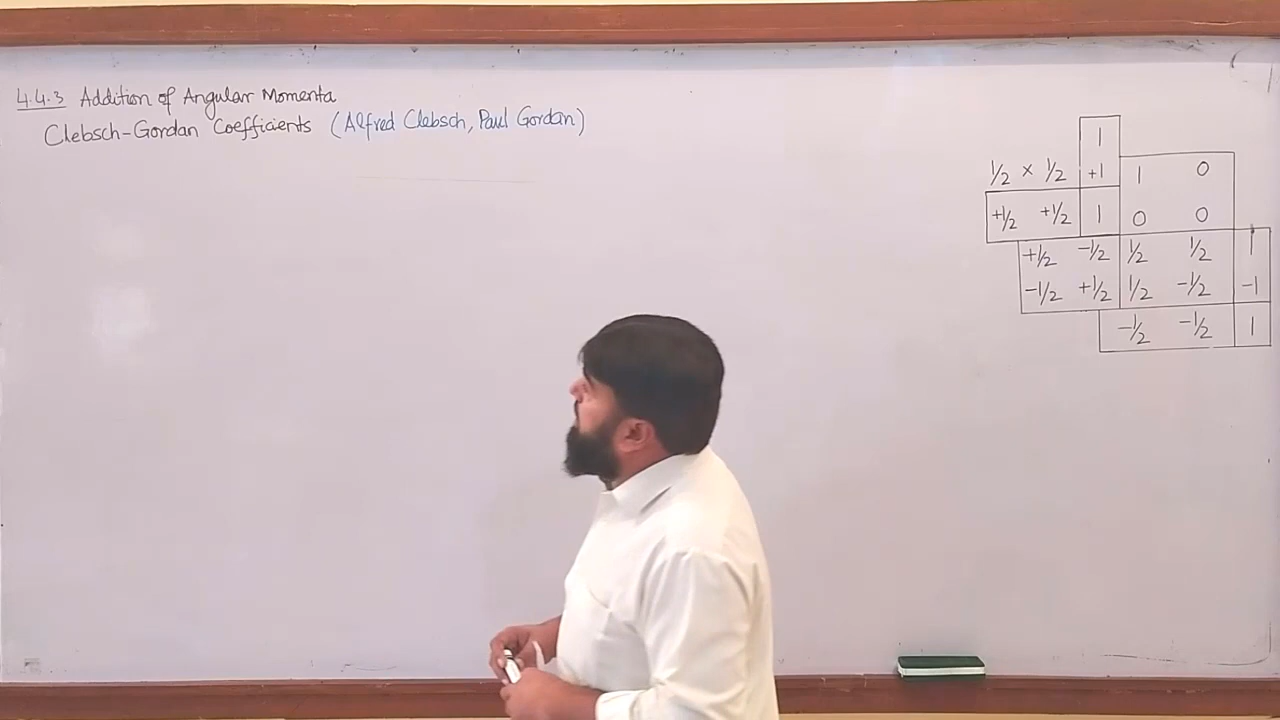 4.4.3 Addition of Angular Momenta
Clebsch-Gordan Coefficients (Alfred Clebsch, Paul Gordan)
1
1/2 × 1/2 +1 1 0
+1/2 +1/2 1 0 0
+1/2 -1/2 1/2 1/2 1
-1/2 +1/2 1/2 -1/2 -1
-1/2 -1/2 1